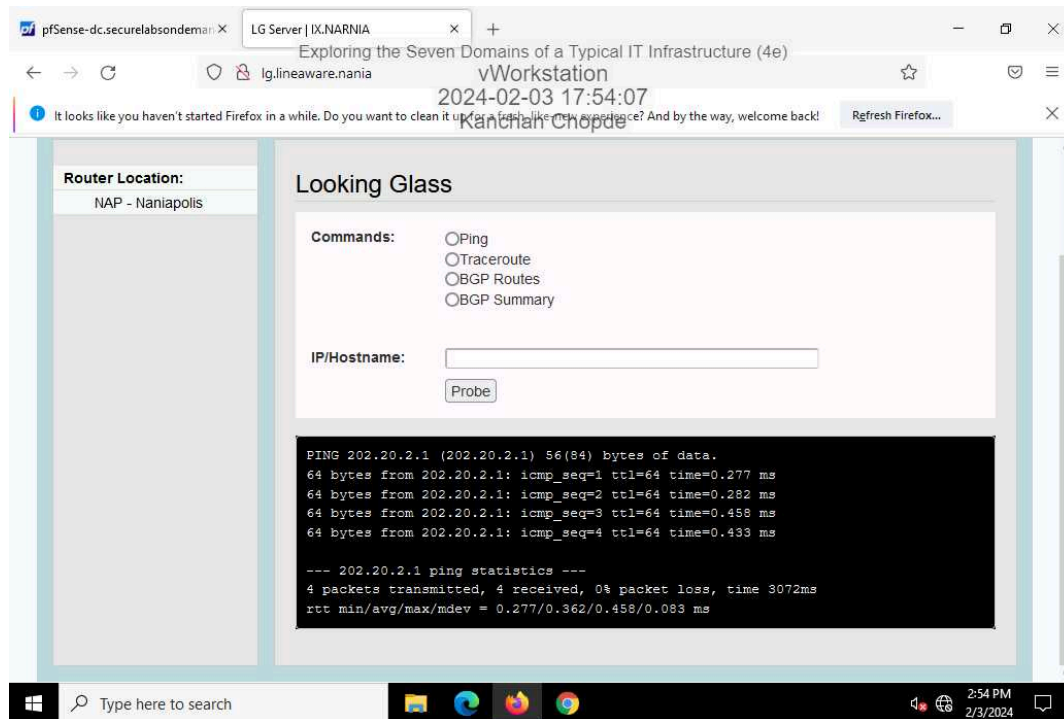 pfSense-dc.securelabsondeman
LG Server | IX.NARNIA
Exploring the Seven Domains of a Typical IT Infrastructure (4e)
lg.lineaware.nania
vWorkstation
2024-02-03 17:54:07
It looks like you haven't started Firefox in a while. Do you want to clean it up for a fresh, like-new experience? And by the way, welcome back!
Refresh Firefox...
Kanchan Chopde
Router Location:
NAP - Naniapolis
Looking Glass
Commands:
Ping
Traceroute
BGP Routes
BGP Summary
IP/Hostname:
Probe
PING 202.20.2.1 (202.20.2.1) 56(84) bytes of data.
64 bytes from 202.20.2.1: icmp_seq=1 ttl=64 time=0.277 ms
64 bytes from 202.20.2.1: icmp_seq=2 ttl=64 time=0.282 ms
64 bytes from 202.20.2.1: icmp_seq=3 ttl=64 time=0.458 ms
64 bytes from 202.20.2.1: icmp_seq=4 ttl=64 time=0.433 ms
--- 202.20.2.1 ping statistics ---
4 packets transmitted, 4 received, 0% packet loss, time 3072ms
rtt min/avg/max/mdev = 0.277/0.362/0.458/0.083 ms
Type here to search
2:54 PM
2/3/2024